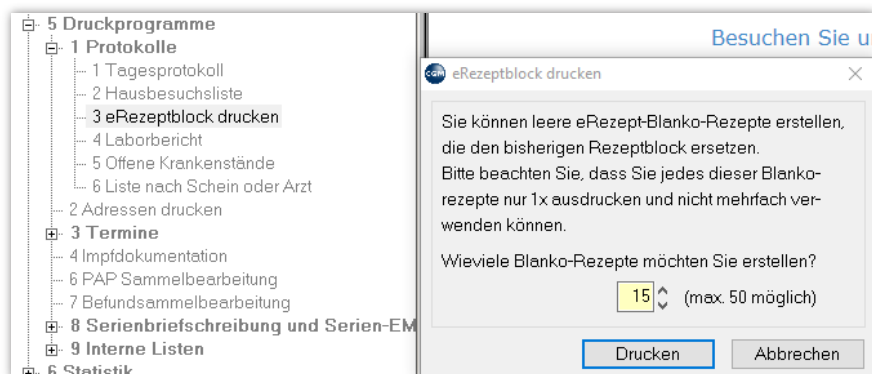 5 Druckprogramme
1 Protokolle
1 Tagesprotokoll
2 Hausbesuchsliste
3 eRezeptblock drucken
4 Laborbericht
5 Offene Krankenstände
6 Liste nach Schein oder Arzt
2 Adressen drucken
3 Termine
4 Impfdokumentation
6 PAP Sammelbearbeitung
7 Befundsammelbearbeitung
8 Serienbriefschreibung und Serien-EM
9 Interne Listen
6 Statistik
Besuchen Sie u
CGM eRezeptblock drucken
Sie können leere eRezept-Blanko-Rezepte erstellen,
die den bisherigen Rezeptblock ersetzen.
Bitte beachten Sie, dass Sie jedes dieser Blanko-
rezepte nur 1x ausdrucken und nicht mehrfach ver-
wenden können.
Wieviele Blanko-Rezepte möchten Sie erstellen?
15 (max. 50 möglich)
Drucken Abbrechen